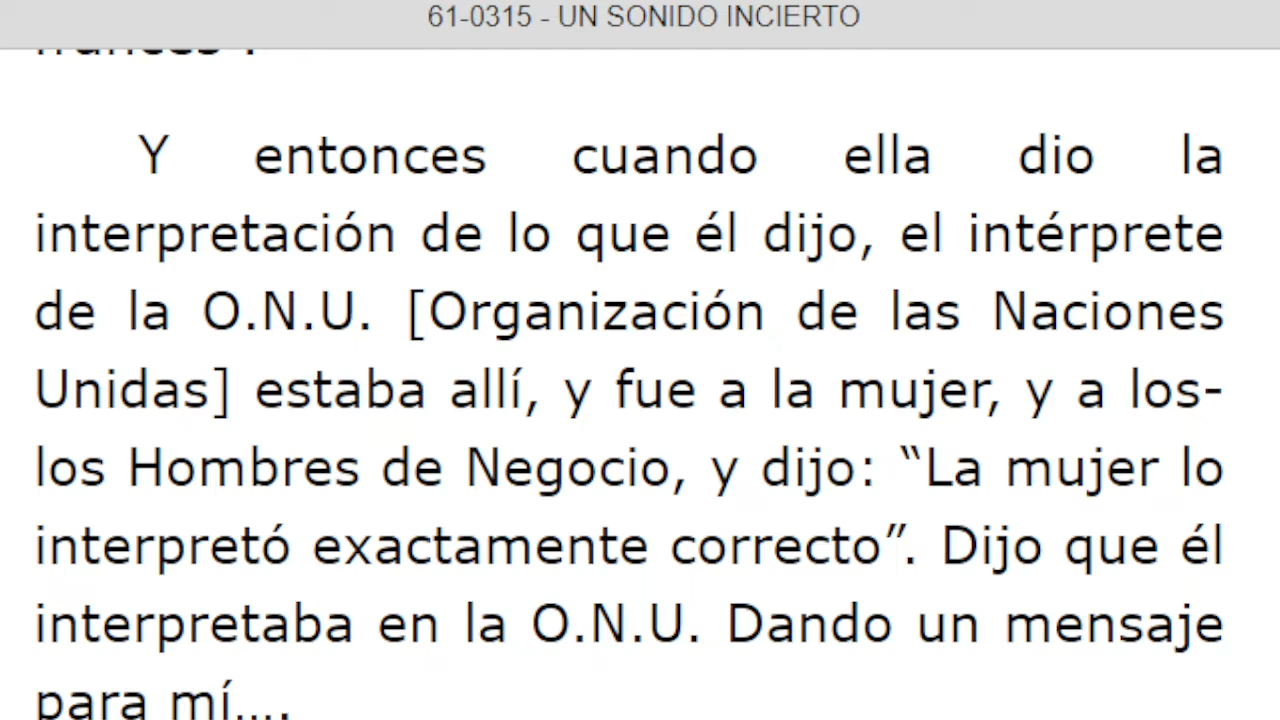 61-0315 - UN SONIDO INCIERTO
Y entonces cuando ella dio la
interpretación de lo que él dijo, el intérprete
de la O.N.U. [Organización de las Naciones
Unidas] estaba allí, y fue a la mujer, y a los-
los Hombres de Negocio, y dijo: “La mujer lo
interpretó exactamente correcto”. Dijo que él
interpretaba en la O.N.U. Dando un mensaje
para mí….